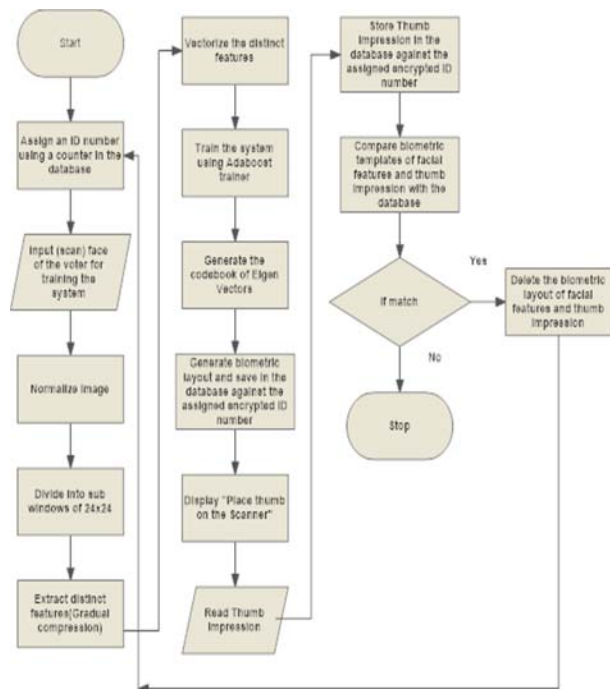 Start
Assign an ID number
using a counter in the
database
Input (scan) face
of the voter for
training the
system
Normalize Image
Divide into sub
windows of 24x24
Extract distinct
features(Gradual
compression)
Vectorize the distinct
features
Train the system
using Adaboost
trainer
Generate the
codebook of Eigen
Vectors
Generate biometric
layout and save in the
database against the
assigned encrypted ID
number
Display "Place thumb
on the Scanner"
Read Thumb
Impression
Store Thumb
Impression in the
database against the
assigned encrypted ID
number
Compare biometric
templates of facial
features and thumb
Impression with the
database
If match
Yes
No
Stop
Delete the biometric
layout of facial
features and thumb
Impression